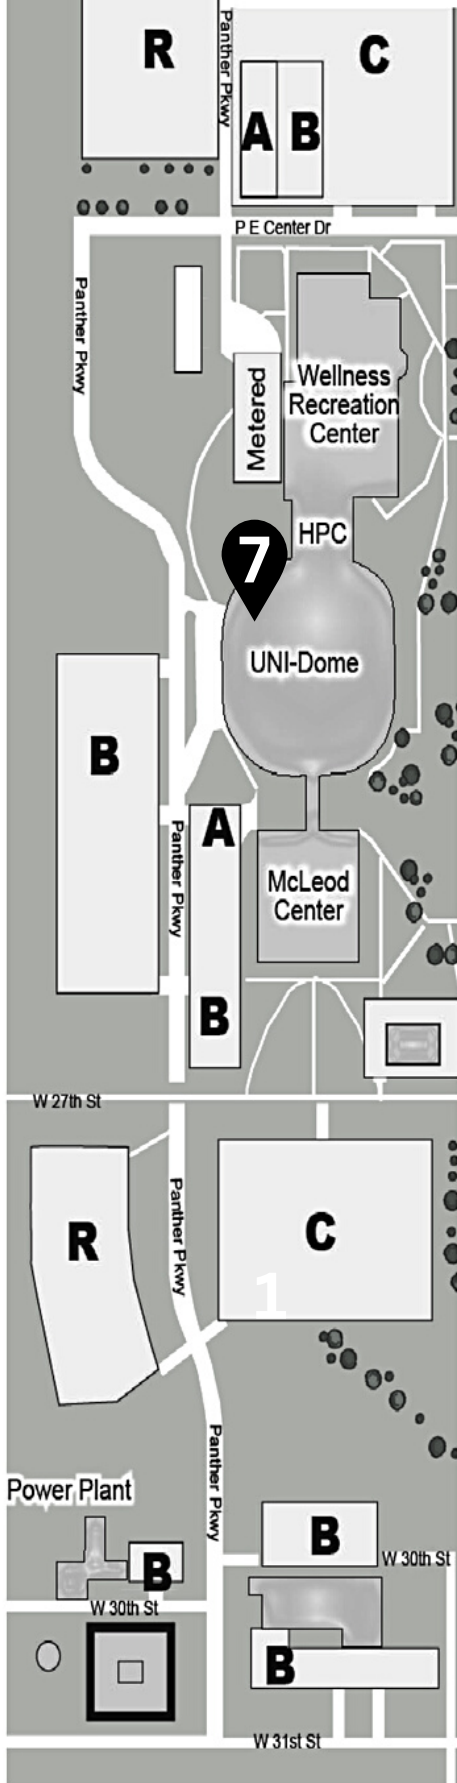 R
Panther Pkwy
C
A
B
P E Center Dr
Panther Pkwy
Wellness
Recreation
Center
Metered
HPC
7
UNI-Dome
B
A
Panther Pkwy
McLeod
Center
B
W 27th St
Panther Pkwy
R
C
1
Panther Pkwy
Power Plant
B
W 30th St
B
W 30th St
B
W 31st St